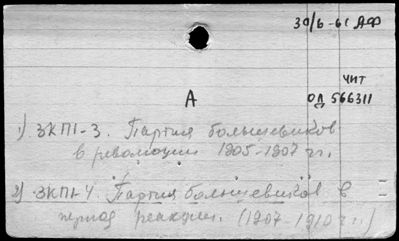 30/6-61 АФ
ЧИТ
А ОД 566311
1) ЗКП1-3. Партия большевиков
в революции 1905-1907 гг.
2) ЗКП1-4. Партия большевиков в
период реакции. (1907-1910 гг.)